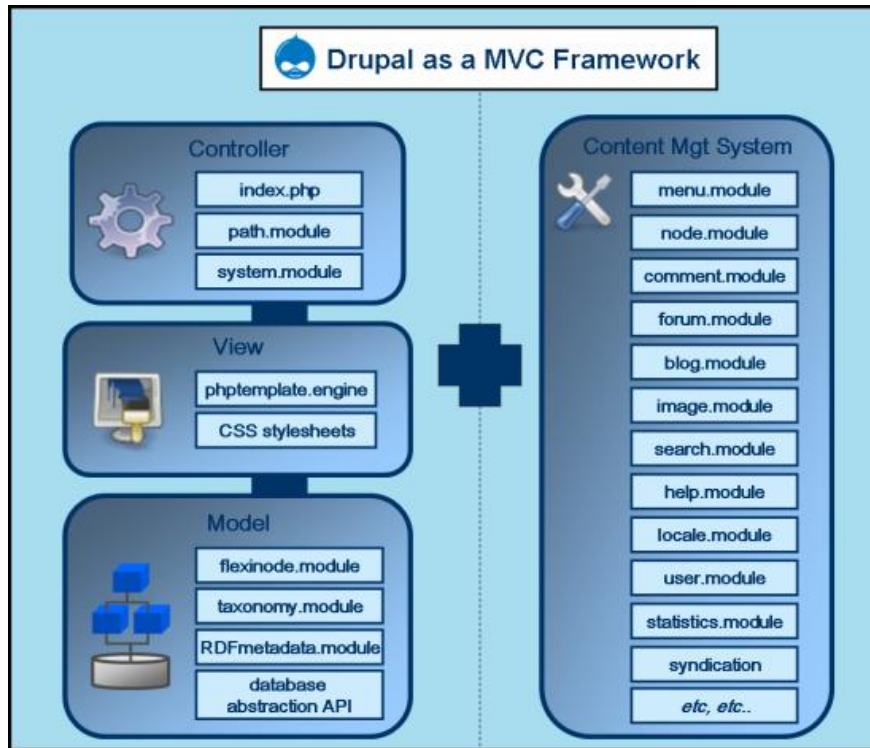 Drupal as a MVC Framework
Controller
index.php
path.module
system.module
View
phptemplate.engine
CSS stylesheets
Model
flexinode.module
taxonomy.module
RDFmetadata.module
database
abstraction API
Content Mgt System
menu.module
node.module
comment.module
forum.module
blog.module
image.module
search.module
help.module
locale.module
user.module
statistics.module
syndication
etc, etc..